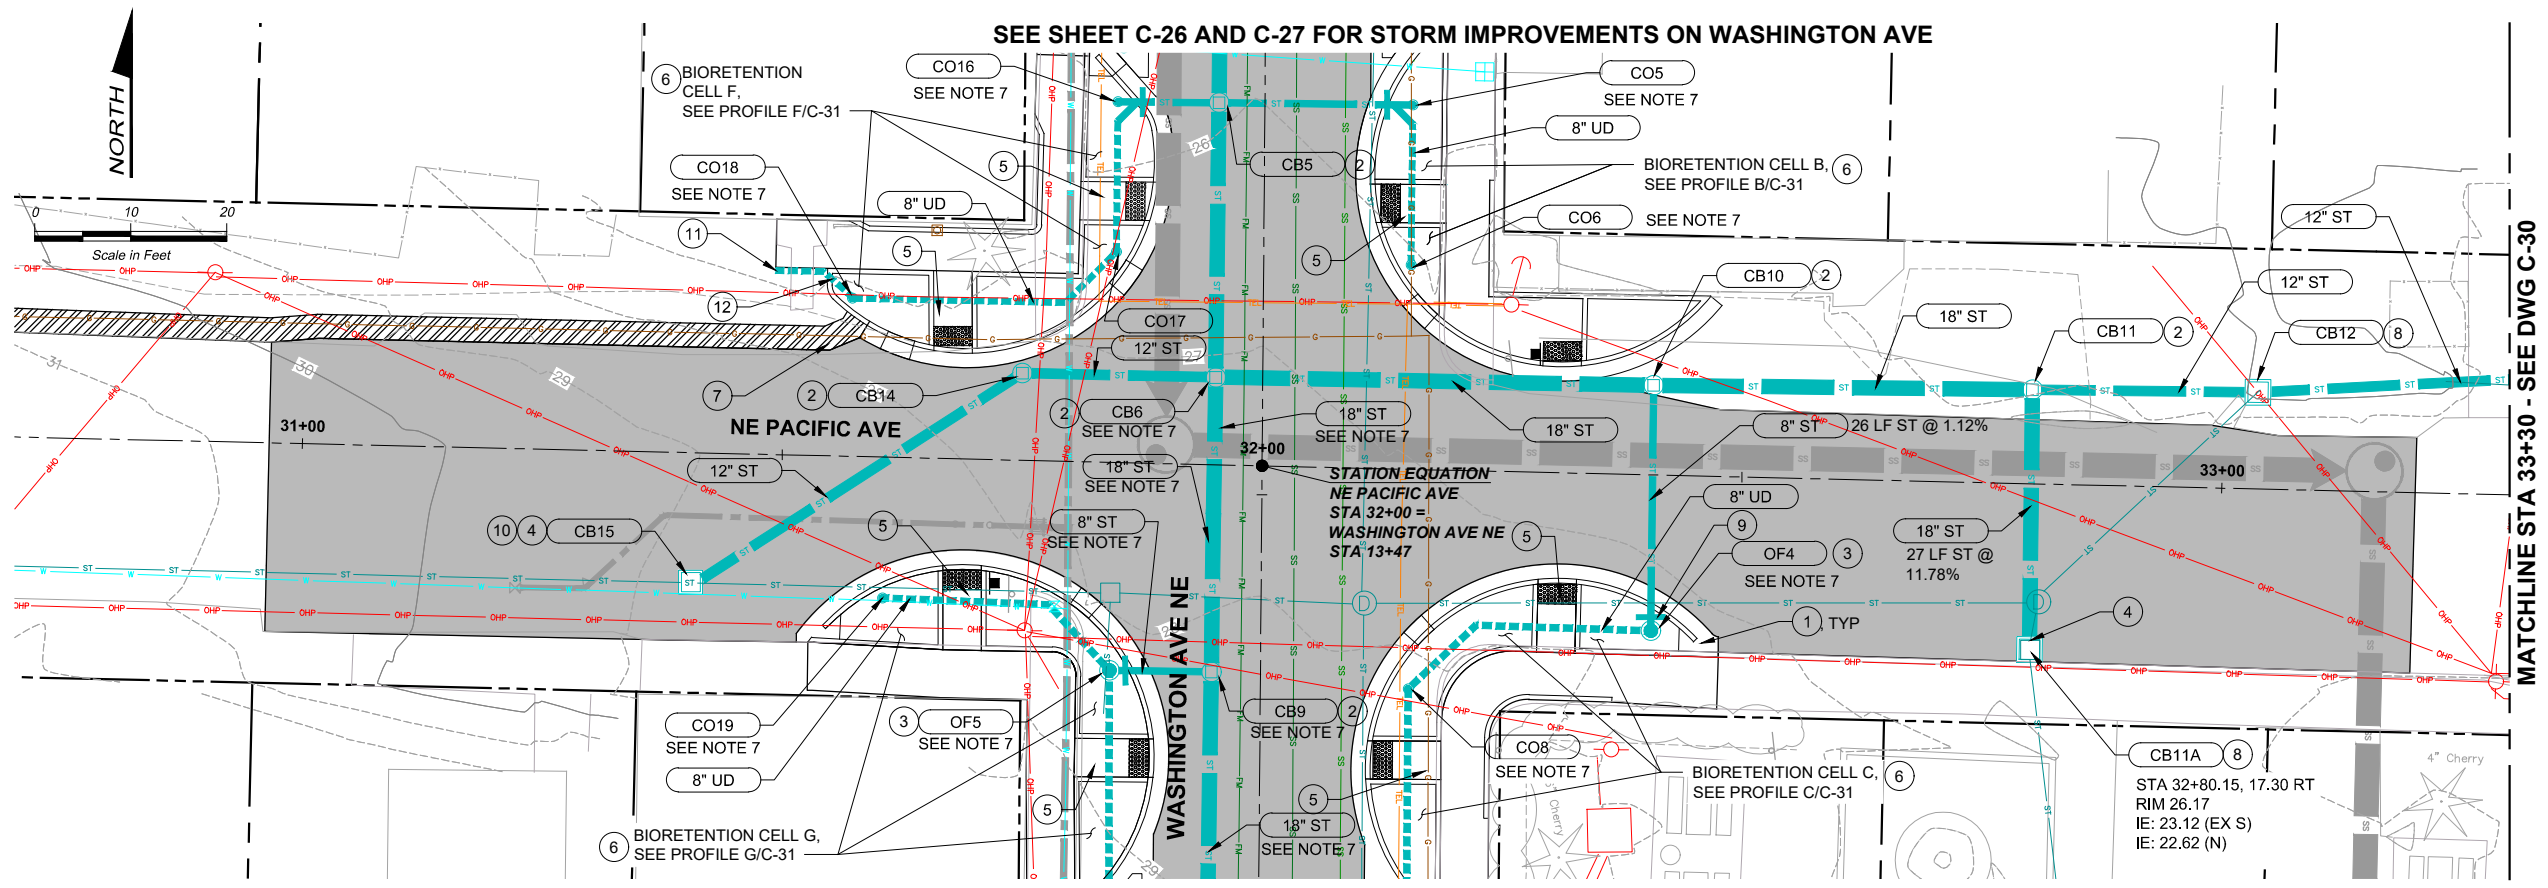 SEE SHEET C-26 AND C-27 FOR STORM IMPROVEMENTS ON WASHINGTON AVE
NORTH
0 10 20
Scale in Feet
6 BIORETENTION
CELL F,
SEE PROFILE F/C-31
CO16
SEE NOTE 7
CO5
SEE NOTE 7
8" UD
5
CB5 2
BIORETENTION CELL B, 6
SEE PROFILE B/C-31
CO18
SEE NOTE 7
8" UD
CO6 SEE NOTE 7
12" ST
11
5
5
CB10 2
12" ST
12
CO17
12" ST
18" ST
CB11 2
CB12 8
7
2 CB14
2 CB6
SEE NOTE 7
18" ST
SEE NOTE 7
18" ST
8" ST 26 LF ST @ 1.12%
31+00
NE PACIFIC AVE
32+00
33+00
12" ST
18" ST
SEE NOTE 7
STATION EQUATION
NE PACIFIC AVE
STA 32+00 =
WASHINGTON AVE NE
STA 13+47
8" UD
10 4 CB15
5
8" ST
SEE NOTE 7
5
9
18" ST
27 LF ST @
11.78%
OF4 3
SEE NOTE 7
1, TYP
4
WASHINGTON AVE NE
CO19
SEE NOTE 7
8" UD
3 OF5
SEE NOTE 7
CB9 2
SEE NOTE 7
CO8
SEE NOTE 7
BIORETENTION CELL C, 6
SEE PROFILE C/C-31
CB11A 8
STA 32+80.15, 17.30 RT
RIM 26.17
IE: 23.12 (EX S)
IE: 22.62 (N)
5
5
6 BIORETENTION CELL G,
SEE PROFILE G/C-31
18" ST
SEE NOTE 7
4" Cherry
MATCHLINE STA 33+30 - SEE DWG C-30
31
30
29
26
27
29